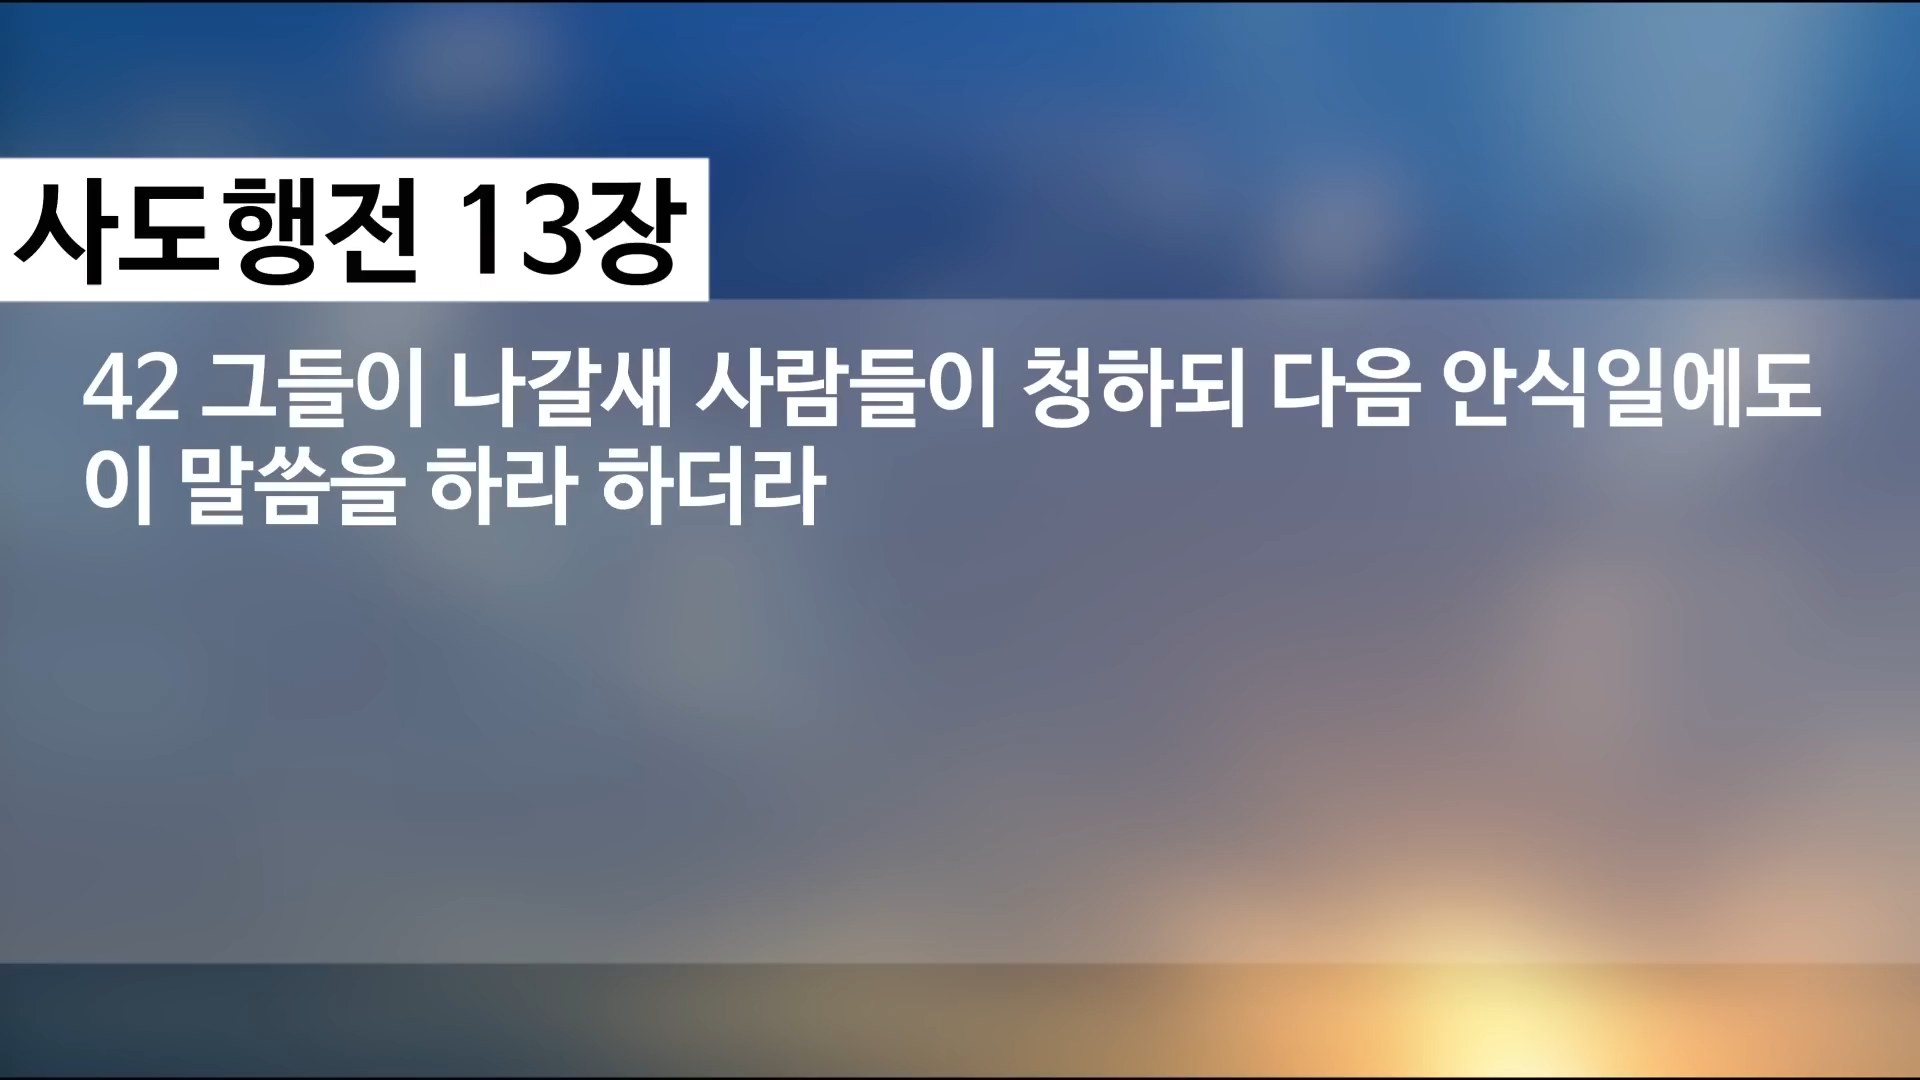 사도행전 13장
42 그들이 나갈새 사람들이 청하되 다음 안식일에도
이 말씀을 하라 하더라